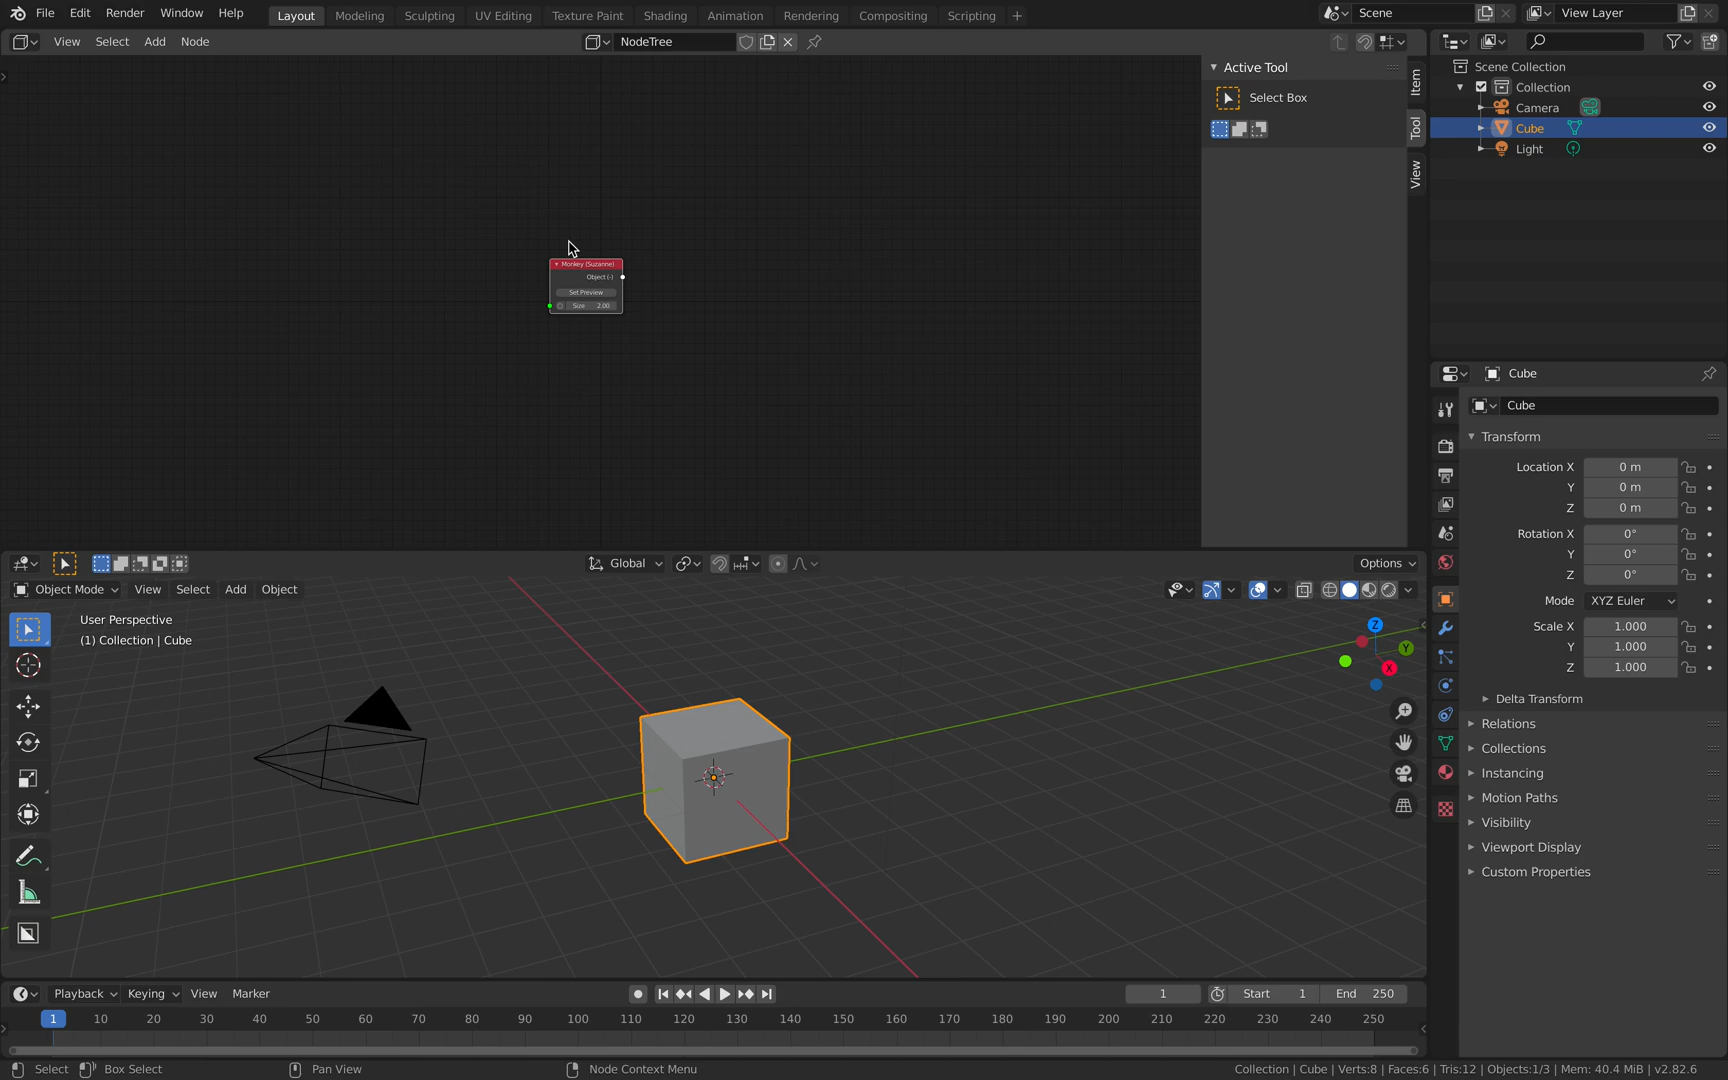 File Edit Render Window Help Layout Modeling Sculpting UV Editing Texture Paint Shading Animation Rendering Compositing Scripting + Scene View Layer
View Select Add Node NodeTree
Active Tool
Select Box
Item
Tool
View
Monkey (Suzanne)
Object (-)
Set Preview
Size 2.00
Scene Collection
Collection
Camera
Cube
Light
Cube
Cube
Transform
Location X 0 m
Y 0 m
Z 0 m
Rotation X 0°
Y 0°
Z 0°
Mode XYZ Euler
Scale X 1.000
Y 1.000
Z 1.000
Delta Transform
Relations
Collections
Instancing
Motion Paths
Visibility
Viewport Display
Custom Properties
Global Options
Object Mode View Select Add Object
User Perspective
(1) Collection | Cube
Z
Y
X
Playback Keying View Marker 1 Start 1 End 250
1 10 20 30 40 50 60 70 80 90 100 110 120 130 140 150 160 170 180 190 200 210 220 230 240 250
Select Box Select Pan View Node Context Menu Collection | Cube | Verts:8 | Faces:6 | Tris:12 | Objects:1/3 | Mem: 40.4 MiB | v2.82.6